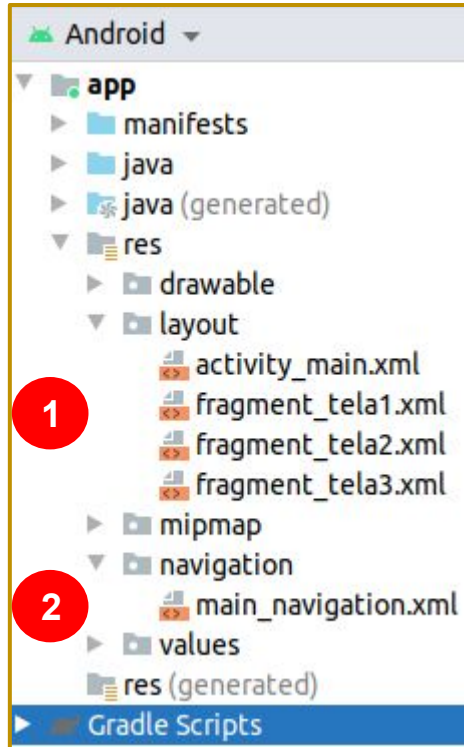 Android
app
manifests
java
java (generated)
res
drawable
layout
activity_main.xml
1
fragment_tela1.xml
fragment_tela2.xml
fragment_tela3.xml
mipmap
navigation
2
main_navigation.xml
values
res (generated)
Gradle Scripts